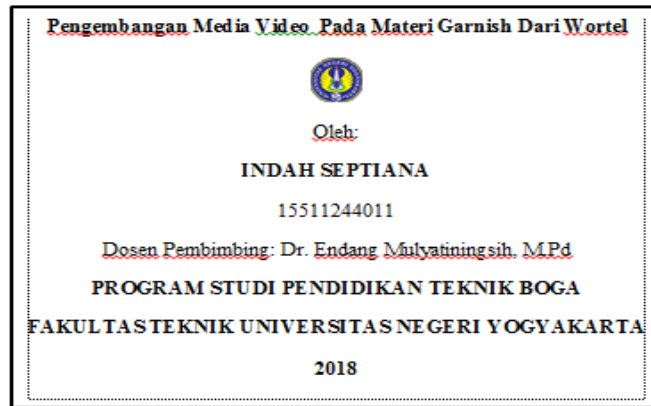 Pengembangan Media Video Pada Materi Garnish Dari Wortel
Oleh:
INDAH SEPTIANA
15511244011
Dosen Pembimbing: Dr. Endang Mulyatiningsih, M.Pd
PROGRAM STUDI PENDIDIKAN TEKNIK BOGA
FAKULTAS TEKNIK UNIVERSITAS NEGERI YOGYAKARTA
2018